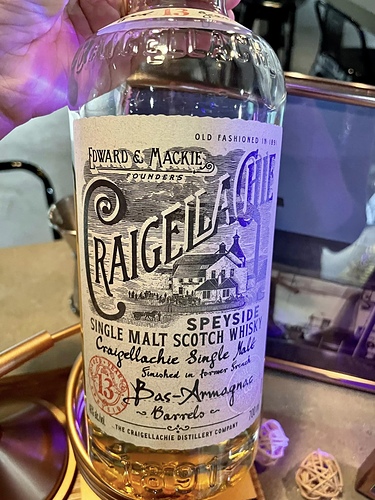 13
OLD FASHIONED IN 1891
EDWARD & MACKIE
FOUNDERS
CRAIGELLACHIE
SPEYSIDE
SINGLE MALT SCOTCH WHISKY
Craigellachie Single Malt
Finished in former French
13
Bas-Armagnac
Barrels
THE CRAIGELLACHIE DISTILLERY COMPANY